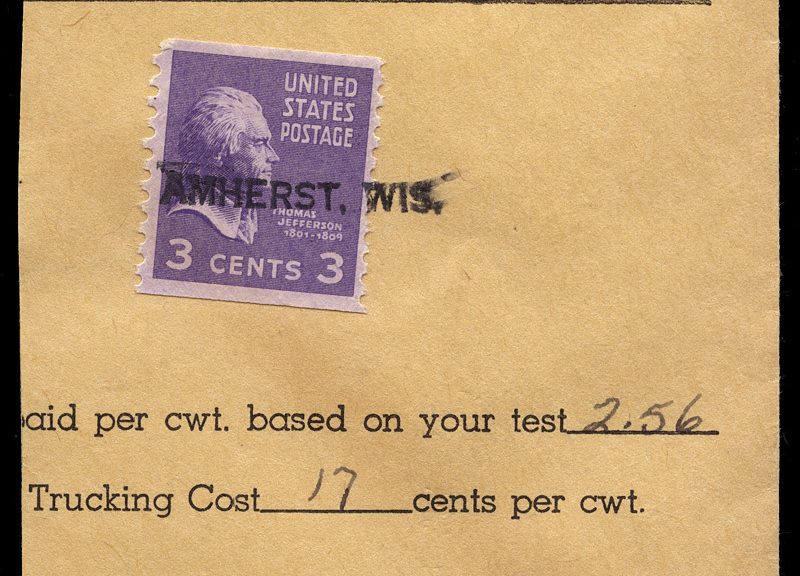 UNITED
STATES
POSTAGE
AMHERST, WIS.
THOMAS
JEFFERSON
1801-1809
3 CENTS 3
aid per cwt. based on your test 2.56
Trucking Cost 17 cents per cwt.